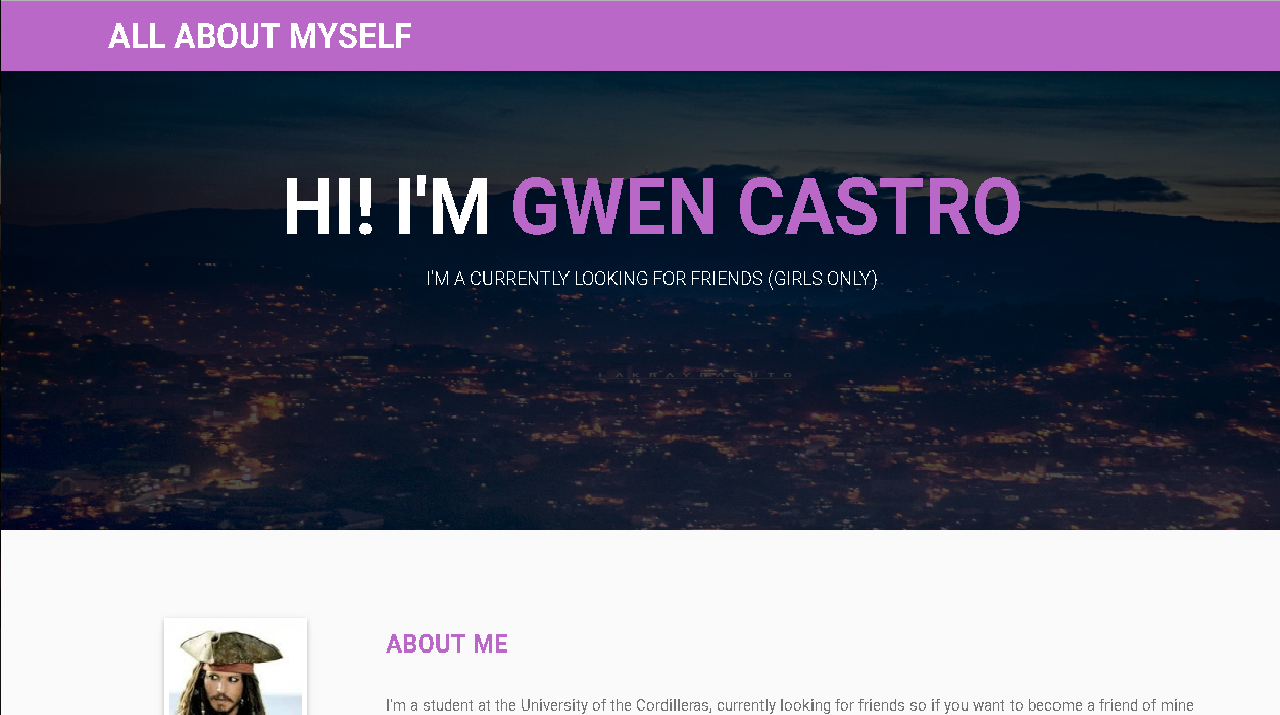 ALL ABOUT MYSELF
HI! I'M GWEN CASTRO
I'M A CURRENTLY LOOKING FOR FRIENDS (GIRLS ONLY)
ABOUT ME
I'm a student at the University of the Cordilleras, currently looking for friends so if you want to become a friend of mine